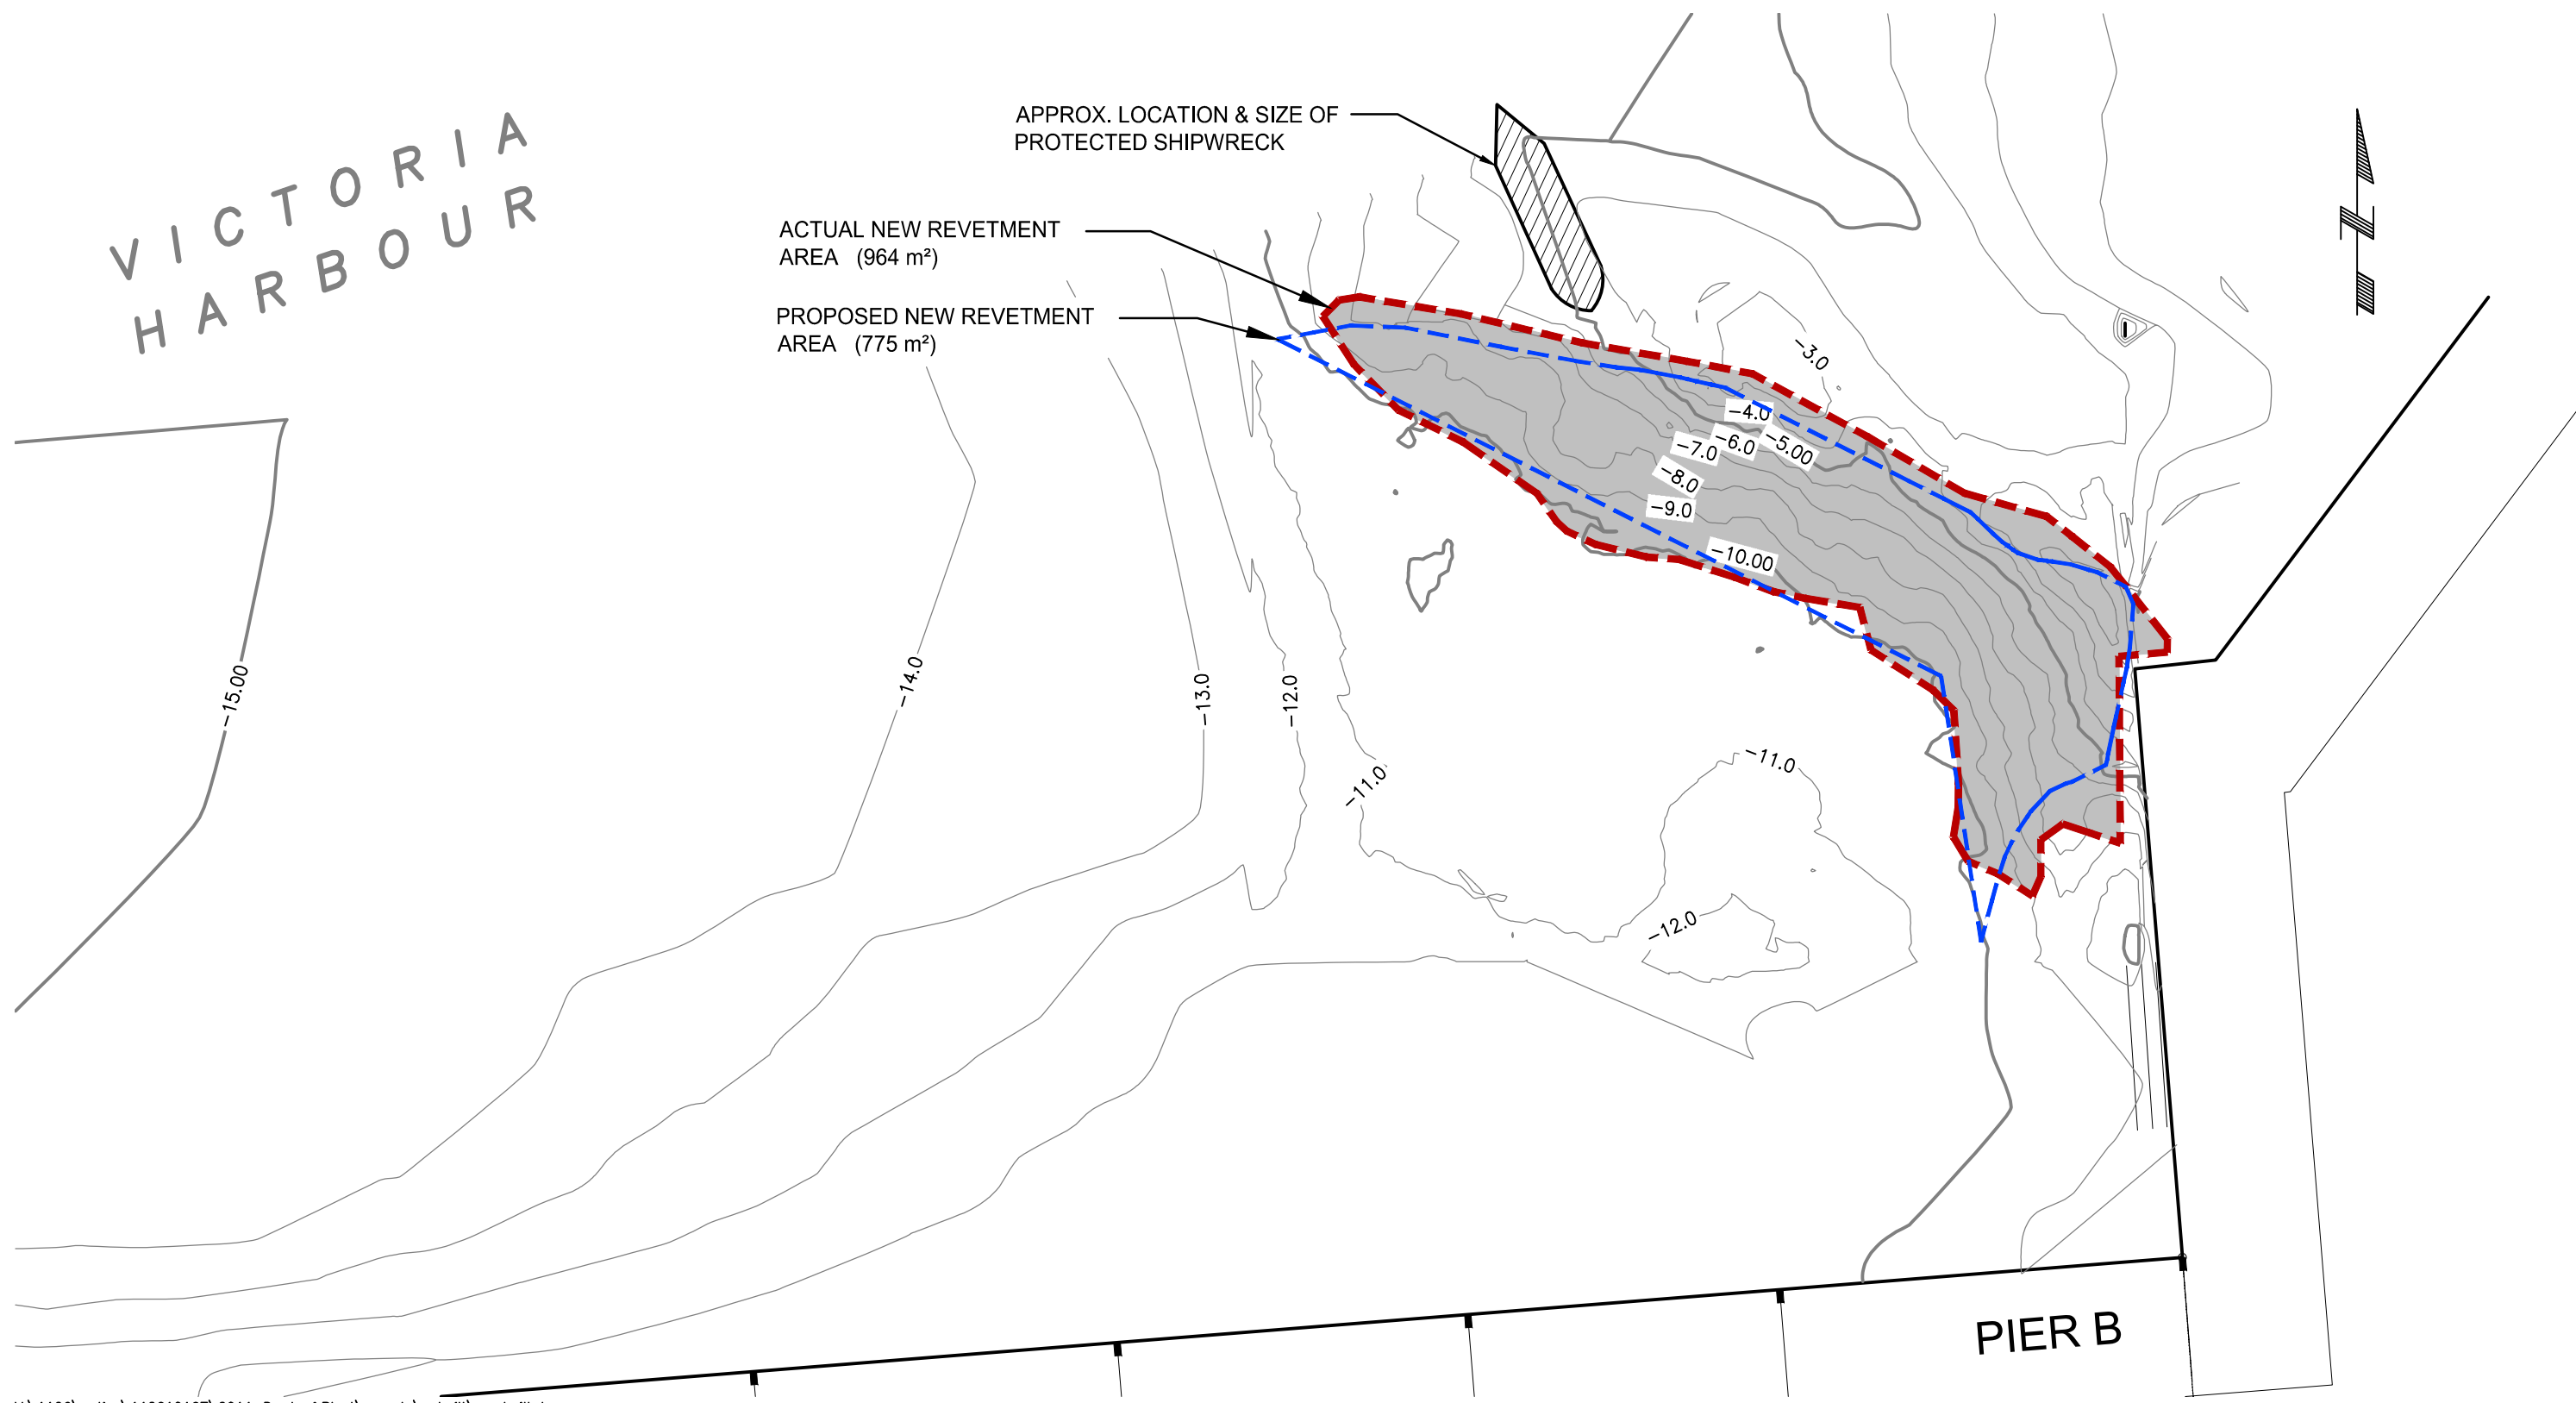 VICTORIA
HARBOUR
APPROX. LOCATION & SIZE OF
PROTECTED SHIPWRECK
ACTUAL NEW REVETMENT
AREA (964 m²)
PROPOSED NEW REVETMENT
AREA (775 m²)
N
-3.0
-4.0
-5.00
-6.0
-7.0
-8.0
-9.0
-10.00
-15.00
-14.0
-13.0
-12.0
-11.0
-11.0
-12.0
PIER B